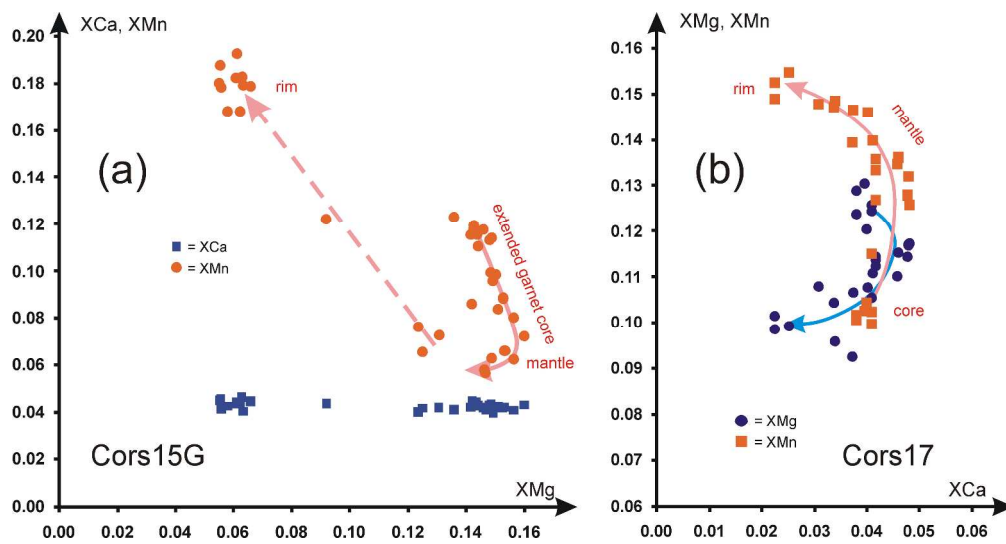 XCa, XMn
0.20
0.18
0.16
0.14
0.12
0.10
0.08
0.06
0.04
0.02
0.00
rim
(a)
= XCa
= XMn
extended garnet core
mantle
Cors15G
XMg
0.00 0.02 0.04 0.06 0.08 0.10 0.12 0.14 0.16
XMg, XMn
0.16
0.15
0.14
0.13
0.12
0.11
0.10
0.09
0.08
0.07
0.06
rim
mantle
(b)
core
= XMg
= XMn
Cors17
XCa
0.00 0.01 0.02 0.03 0.04 0.05 0.06